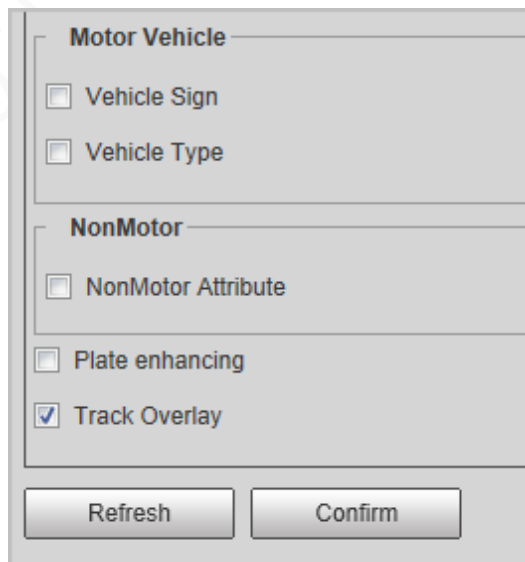 Motor Vehicle
Vehicle Sign
Vehicle Type
NonMotor
NonMotor Attribute
Plate enhancing
Track Overlay
Refresh Confirm